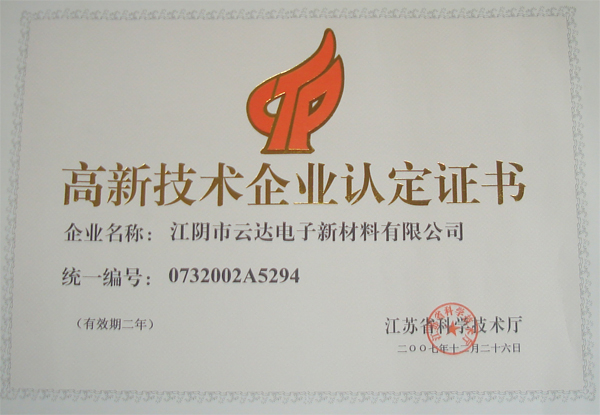 高新技术企业认定证书
企业名称：江阴市云达电子新材料有限公司
统一编号：0732002A5294
（有效期二年）
江苏省科学技术厅
二〇〇七年十二月二十六日